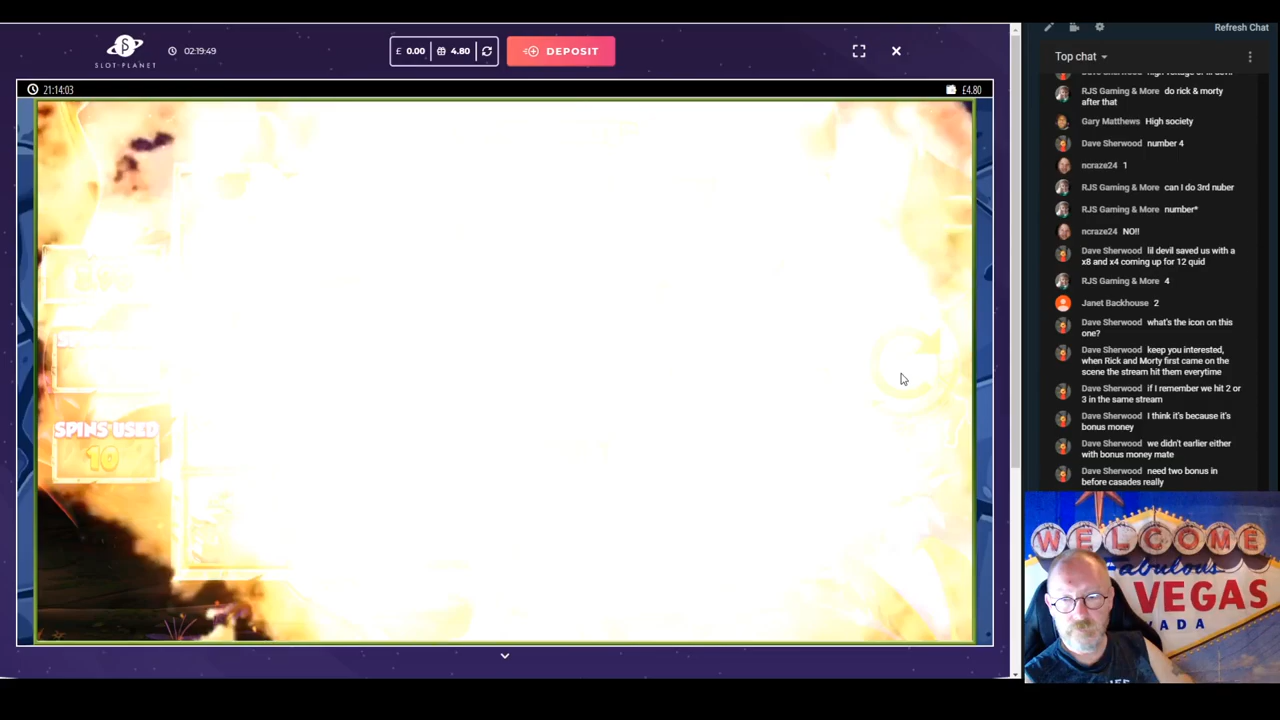 SLOT PLANET
02:19:49
£ 0.00
4.80
DEPOSIT
21:14:03
£4.80
SPINS USED
10
Refresh Chat
Top chat
RJS Gaming & More do rick & morty
after that
Gary Matthews High society
Dave Sherwood number 4
ncraze24 1
RJS Gaming & More can I do 3rd nuber
RJS Gaming & More number*
ncraze24 NO!!
Dave Sherwood lil devil saved us with a
x8 and x4 coming up for 12 quid
RJS Gaming & More 4
Janet Backhouse 2
Dave Sherwood what's the icon on this
one?
Dave Sherwood keep you interested,
when Rick and Morty first came on the
scene the stream hit them everytime
Dave Sherwood if I remember we hit 2 or
3 in the same stream
Dave Sherwood I think it's because it's
bonus money
Dave Sherwood we didn't earlier either
with bonus money mate
Dave Sherwood need two bonus in
before casades really
WELCOME
Fabulous
VEGAS
VADA